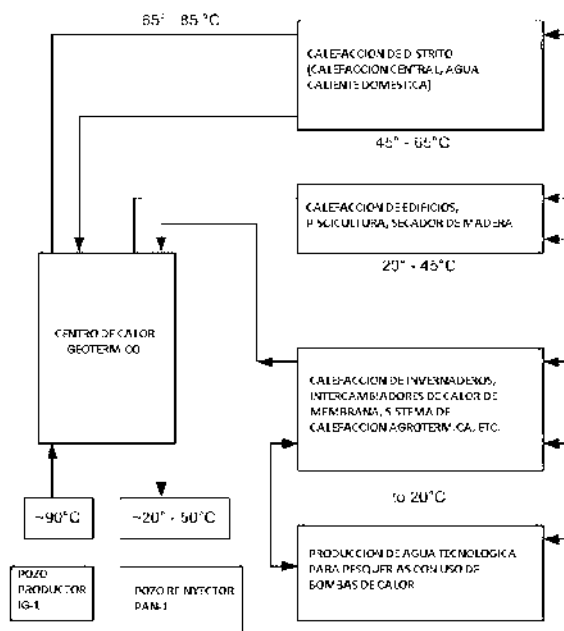 65° - 85°C
CALEFACCION DE DISTRITO
(CALEFACCION CENTRAL, AGUA
CALIENTE DOMESTICA)
45° - 65°C
CALEFACCION DE EDIFICIOS,
PISCICULTURA, SECADOR DE MADERA
20° - 45°C
CENTRO DE CALOR
GEOTERMICO
CALEFACCION DE INVERNADEROS,
INTERCAMBIADORES DE CALOR DE
MEMBRANA, SISTEMA DE
CALEFACCION AGROTERMICA, ETC.
to 20°C
~90°C
~20° - 50°C
PRODUCCION DE AGUA TECNOLOGICA
PARA PESQUERIAS CON USO DE
BOMBAS DE CALOR
POZO
PRODUCTOR
IG-1
POZO REINYECTOR
PAN-1